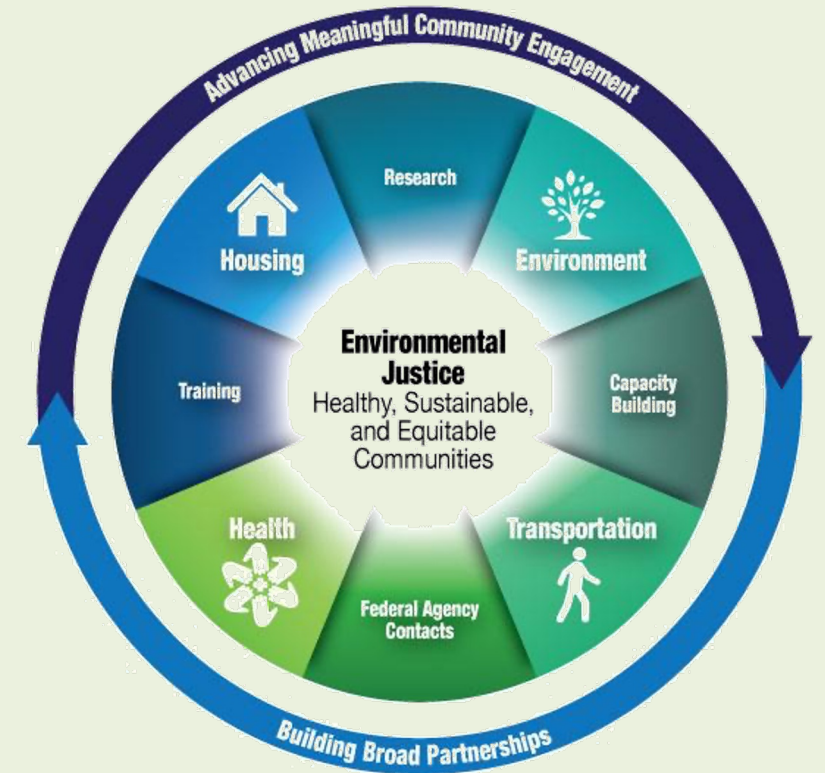 Advancing Meaningful Community Engagement
Research
Housing
Environment
Environmental
Justice
Healthy, Sustainable,
and Equitable
Communities
Training
Capacity
Building
Health
Transportation
Federal Agency
Contacts
Building Broad Partnerships